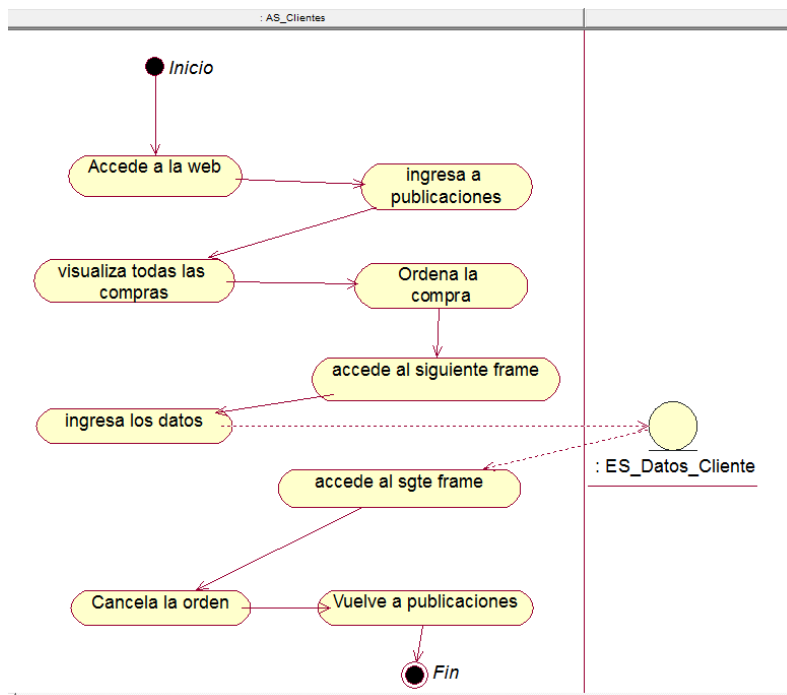 : AS_Clientes
Inicio
Accede a la web
ingresa a
publicaciones
visualiza todas las
compras
Ordena la
compra
accede al siguiente frame
ingresa los datos
: ES_Datos_Cliente
accede al sgte frame
Cancela la orden
Vuelve a publicaciones
Fin